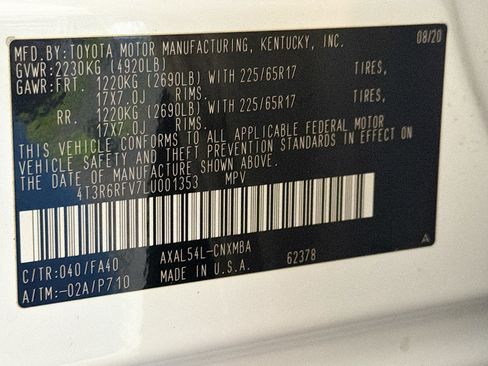 MFD.BY:TOYOTA MOTOR MANUFACTURING, KENTUCKY, INC. 08/20
GVWR:2230KG (4920LB)
GAWR:FRT. 1220KG (2690LB) WITH 225/65R17 TIRES,
17X7.0J RIMS.
RR. 1220KG (2690LB) WITH 225/65R17 TIRES,
17X7.0J RIMS.
THIS VEHICLE CONFORMS TO ALL APPLICABLE FEDERAL MOTOR
VEHICLE SAFETY AND THEFT PREVENTION STANDARDS IN EFFECT ON
THE DATE OF MANUFACTURE SHOWN ABOVE.
4T3R6RFV7LU001353 MPV
C/TR:040/FA40 AXAL54L-CNXMBA
A/TM:-02A/P710 MADE IN U.S.A. 62378